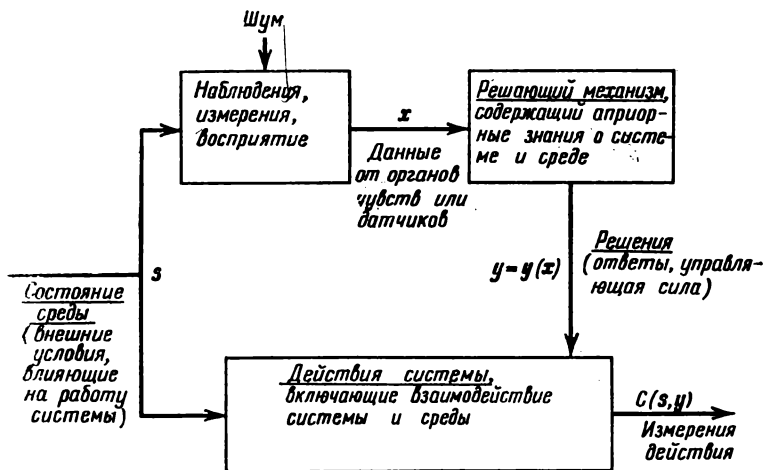 Шум
Наблюдения,
измерения,
восприятие
x
Данные
от органов
чувств или
датчиков
Решающий механизм,
содержащий априор-
ные знания о систе-
ме и среде
y=y(x)
Решения
(ответы, управля-
ющая сила)
s
Состояние
среды
(внешние
условия,
влияющие
на работу
системы)
Действия системы,
включающие взаимодействие
системы и среды
C(s,y)
Измерения
действия